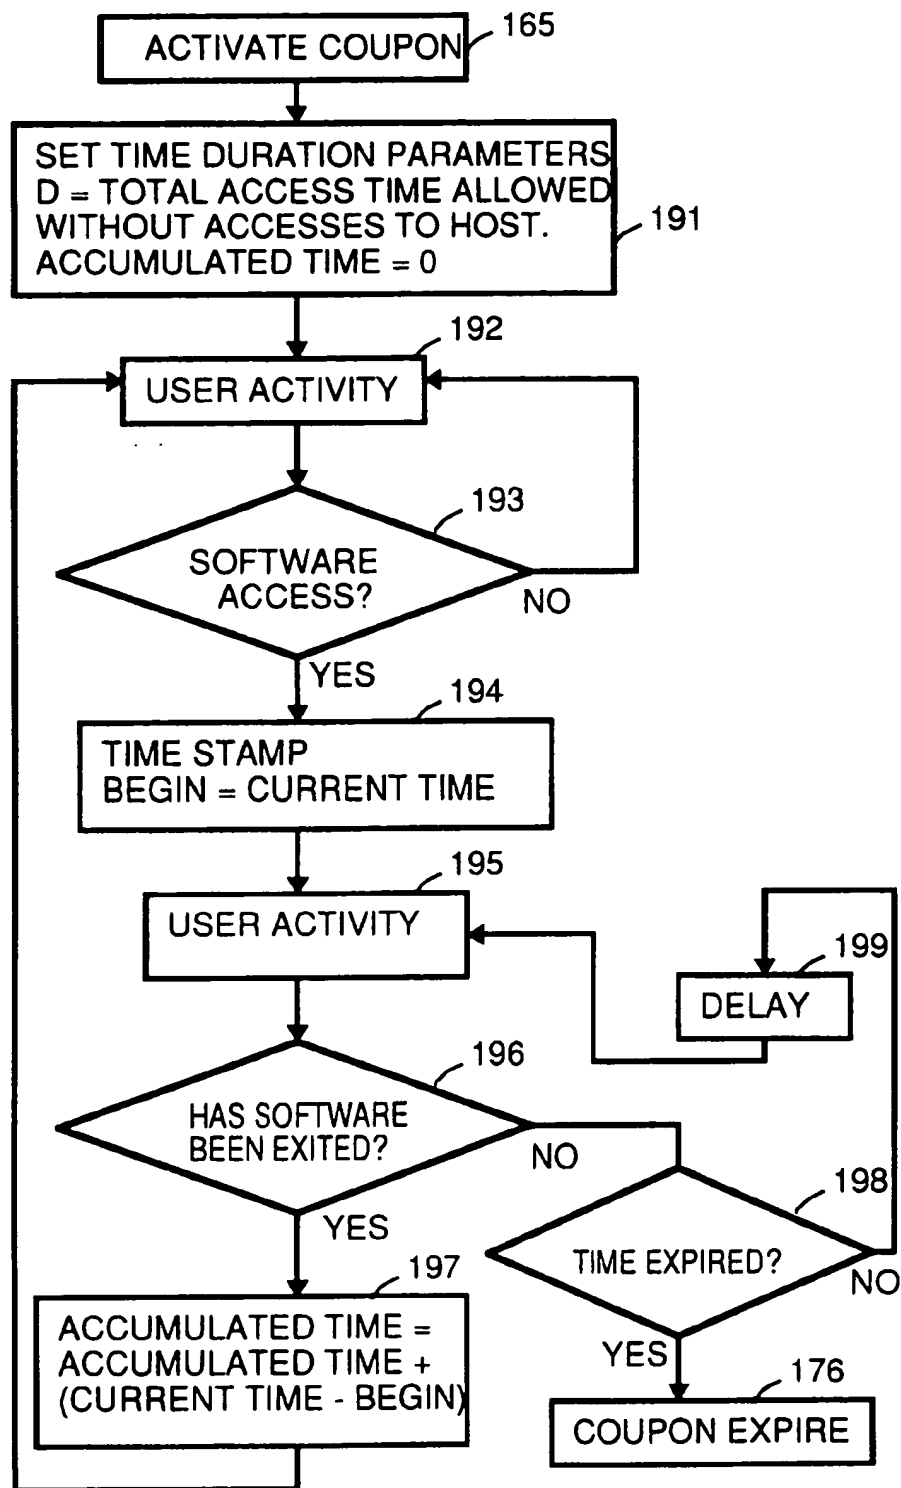 165
ACTIVATE COUPON
SET TIME DURATION PARAMETERS
D = TOTAL ACCESS TIME ALLOWED
WITHOUT ACCESSES TO HOST.
ACCUMULATED TIME = 0
191
192
USER ACTIVITY
193
SOFTWARE
ACCESS?
NO
YES
194
TIME STAMP
BEGIN = CURRENT TIME
195
USER ACTIVITY
199
DELAY
196
HAS SOFTWARE
BEEN EXITED?
NO
YES
198
TIME EXPIRED?
NO
YES
197
ACCUMULATED TIME =
ACCUMULATED TIME +
(CURRENT TIME - BEGIN)
176
COUPON EXPIRE